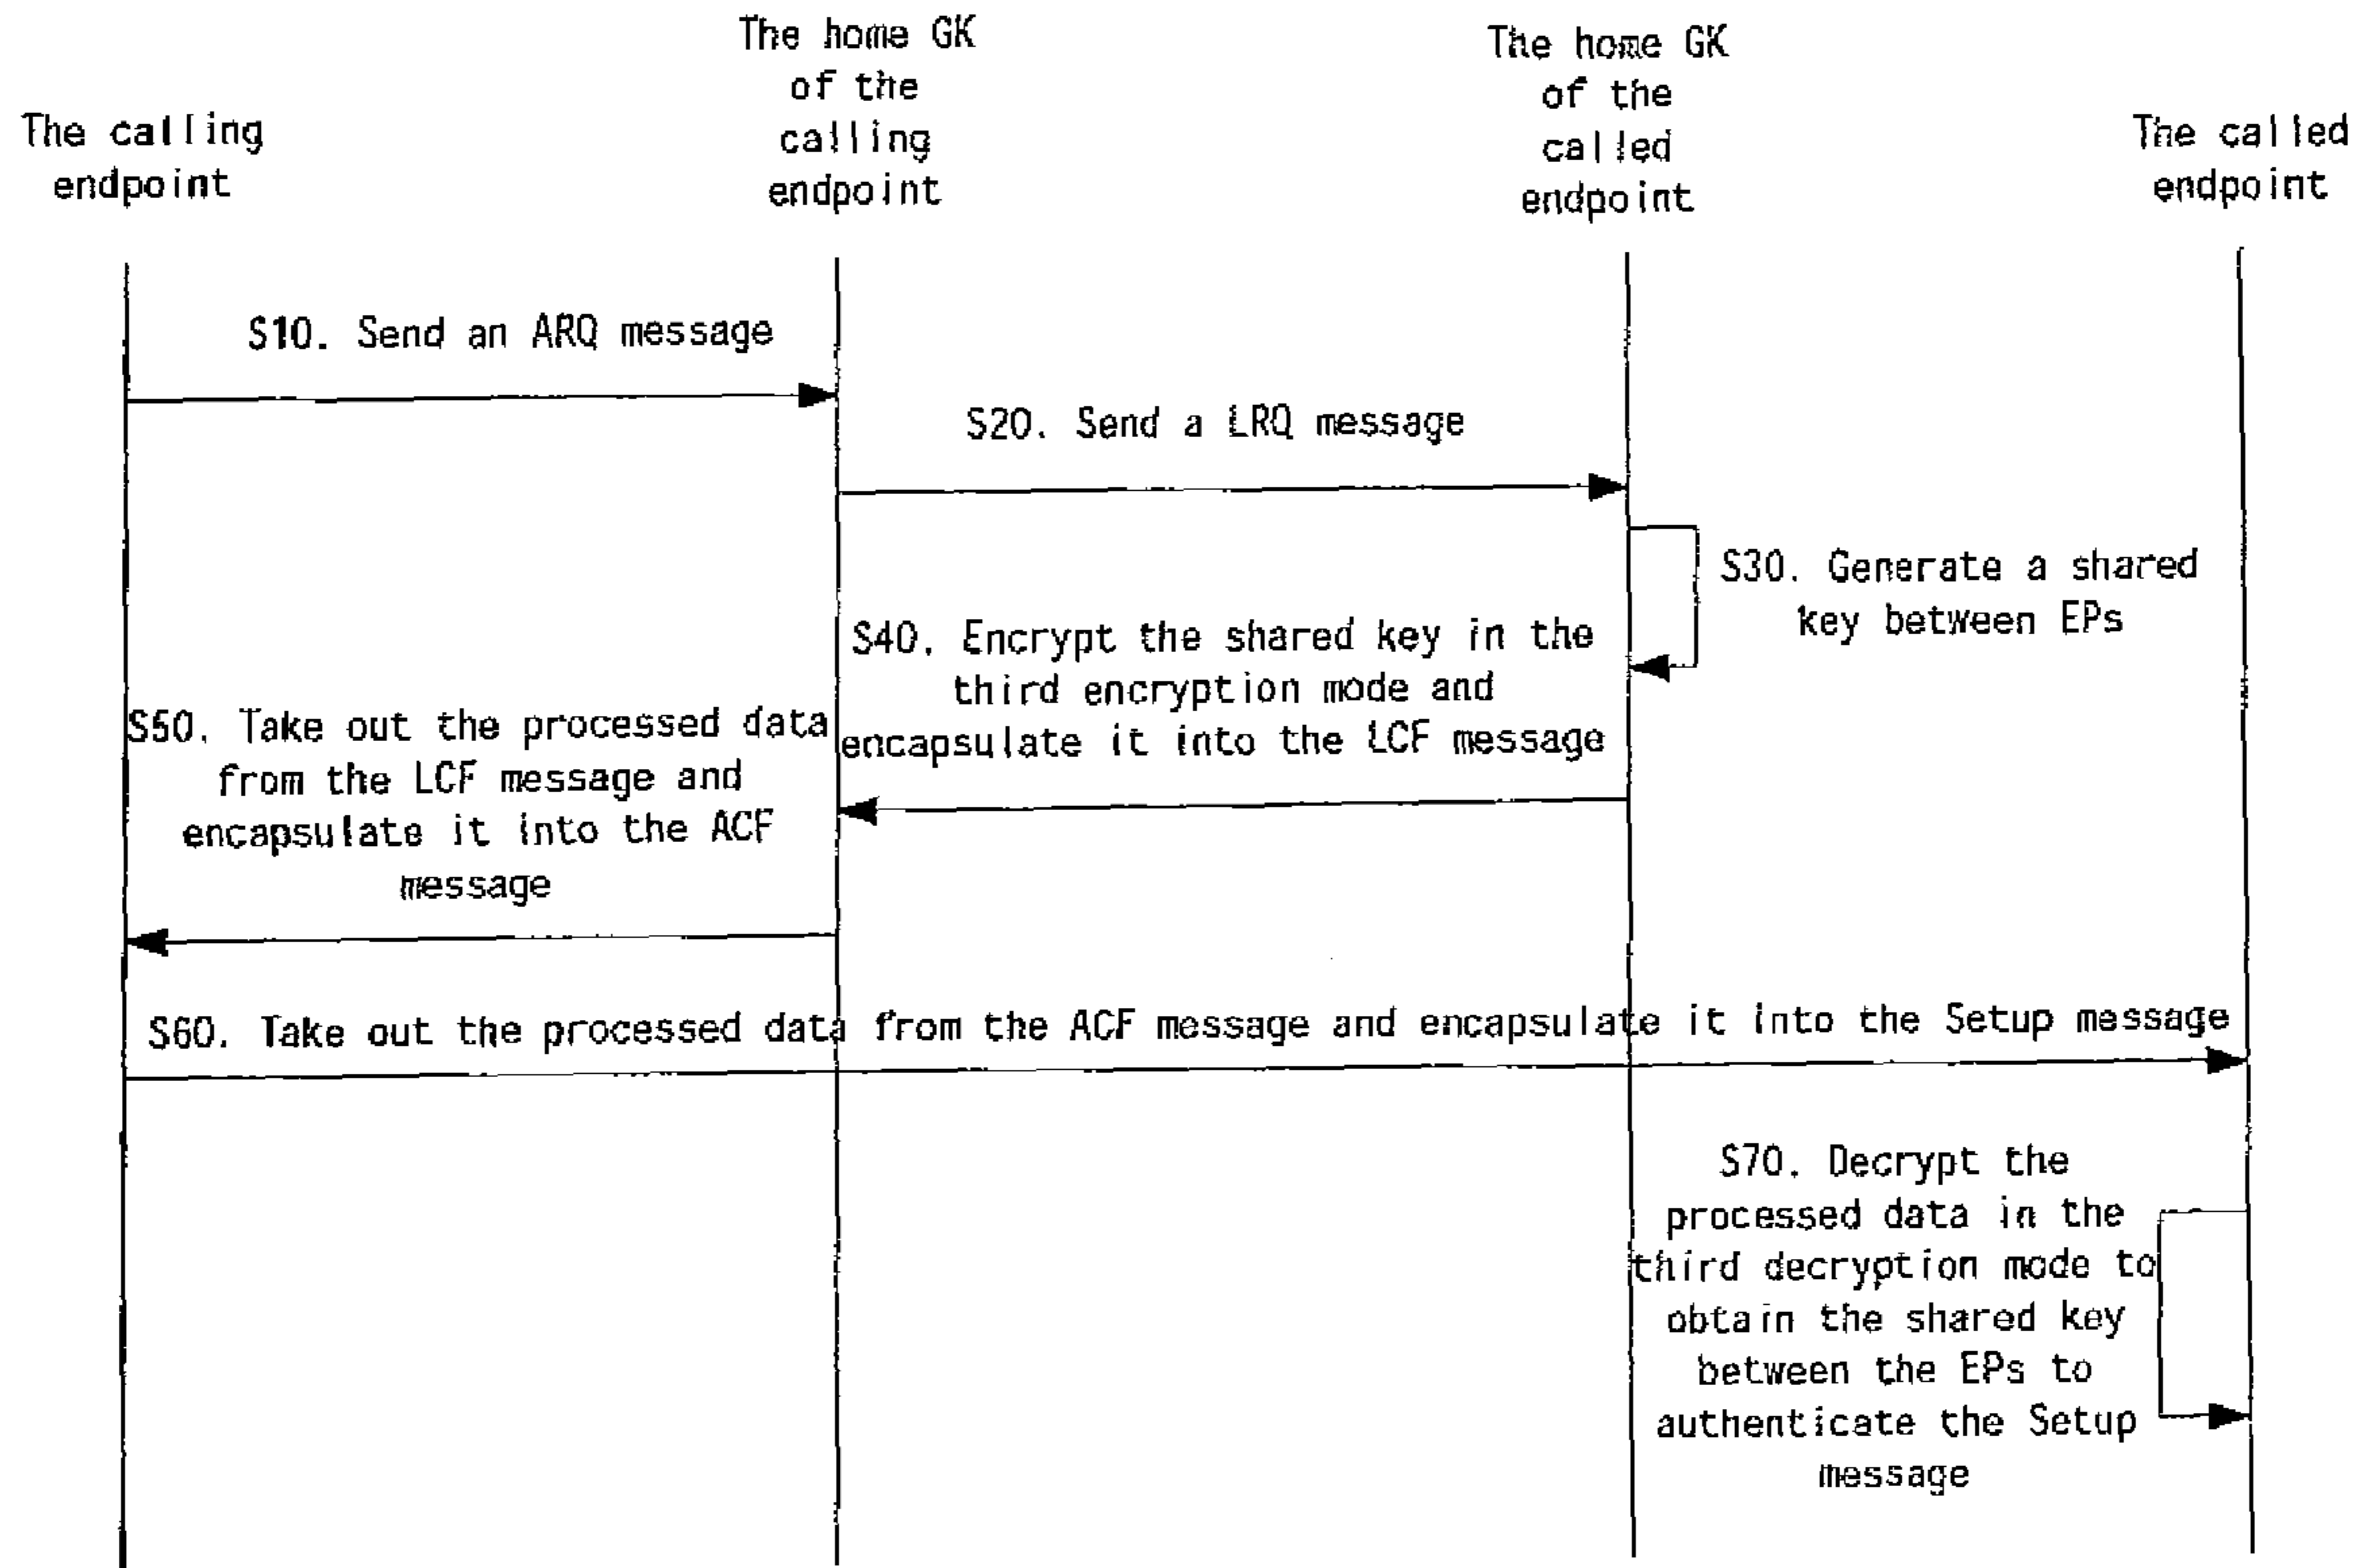 The calling
endpoint
The home GK
of the
calling
endpoint
The home GK
of the
called
endpoint
The called
endpoint
S10. Send an ARQ message
S20. Send a LRQ message
S30. Generate a shared
key between EPs
S40. Encrypt the shared key in the
third encryption mode and
encapsulate it into the LCF message
S50. Take out the processed data
from the LCF message and
encapsulate it into the ACF
message
S60. Take out the processed data from the ACF message and encapsulate it into the Setup message
S70. Decrypt the
processed data in the
third decryption mode to
obtain the shared key
between the EPs to
authenticate the Setup
message